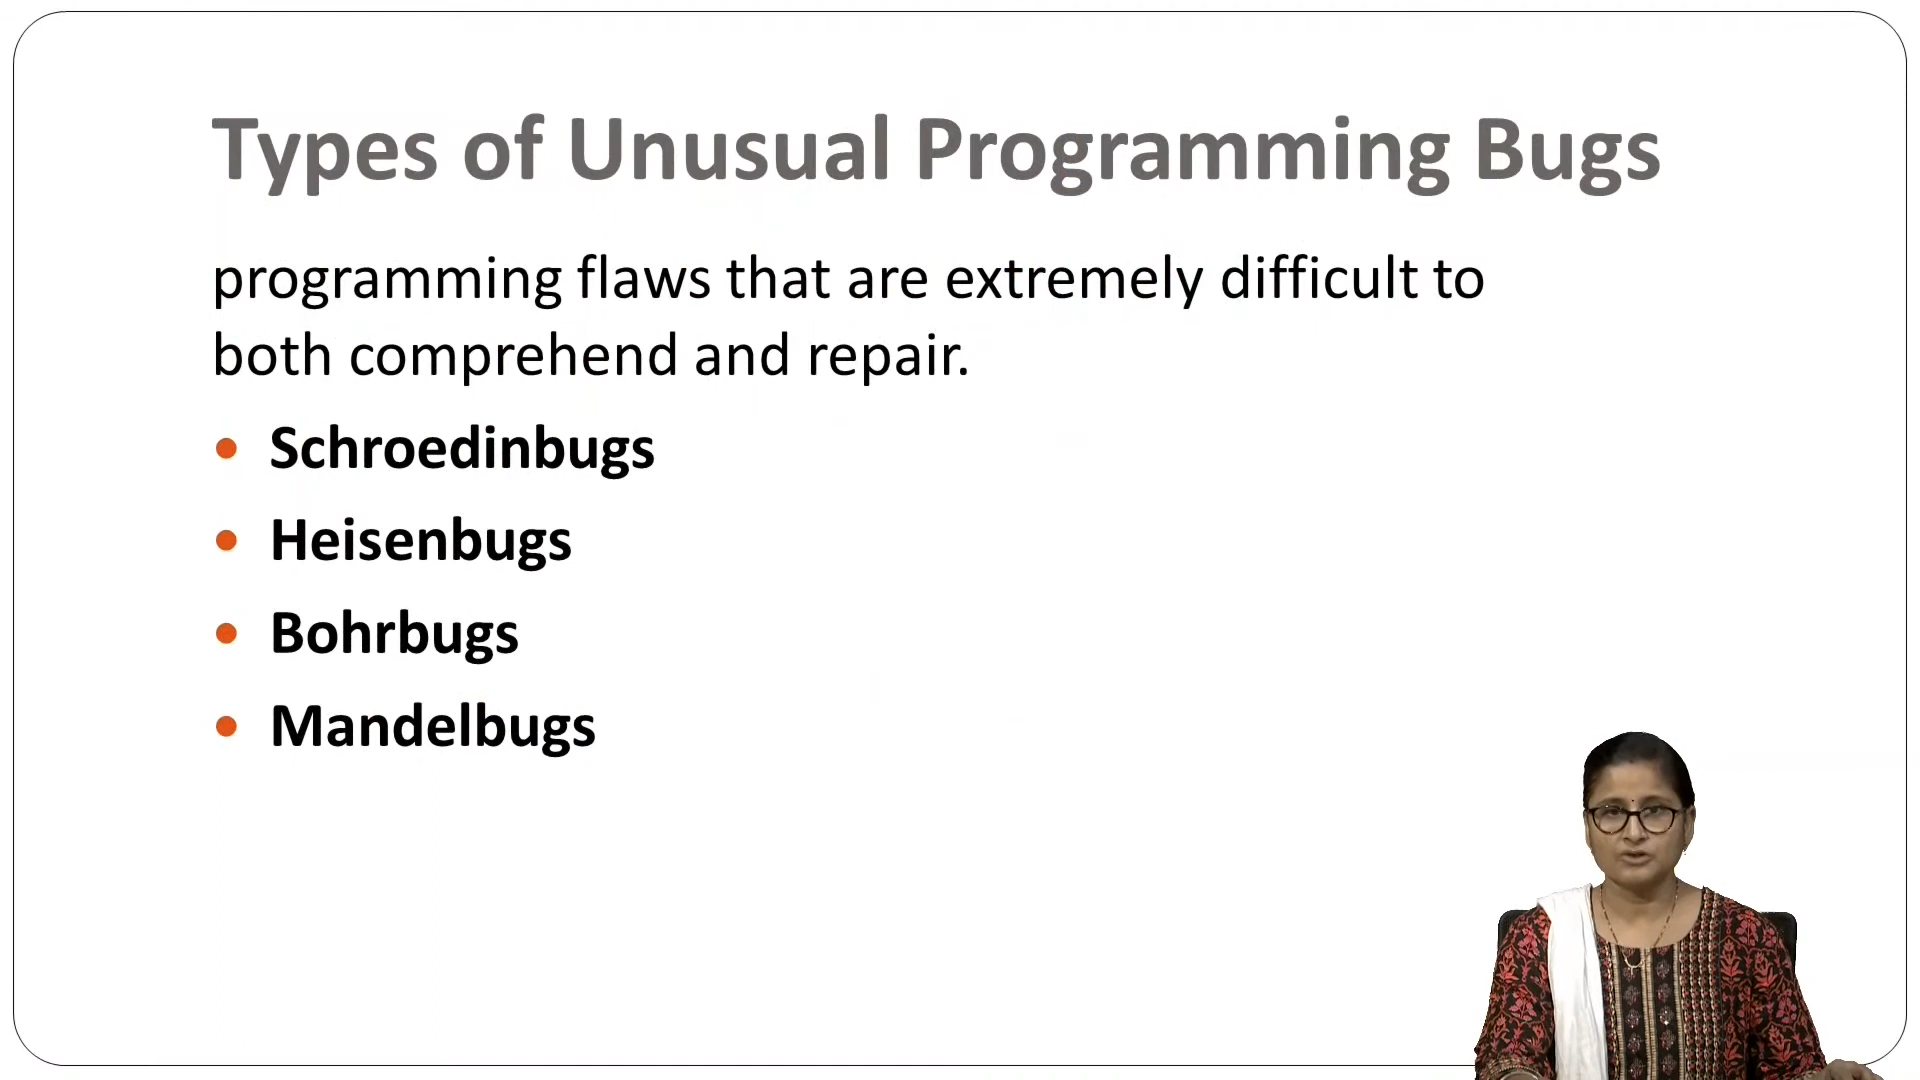 Types of Unusual Programming Bugs
programming flaws that are extremely difficult to
both comprehend and repair.
• Schroedinbugs
• Heisenbugs
• Bohrbugs
• Mandelbugs